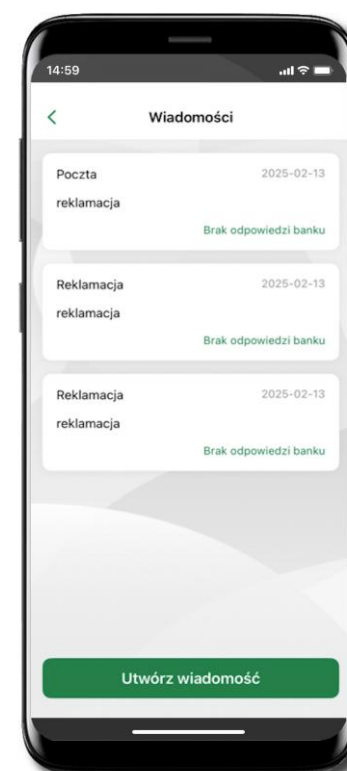 14:59
Wiadomości
Poczta 2025-02-13
reklamacja
Brak odpowiedzi banku
Reklamacja 2025-02-13
reklamacja
Brak odpowiedzi banku
Reklamacja 2025-02-13
reklamacja
Brak odpowiedzi banku
Utwórz wiadomość